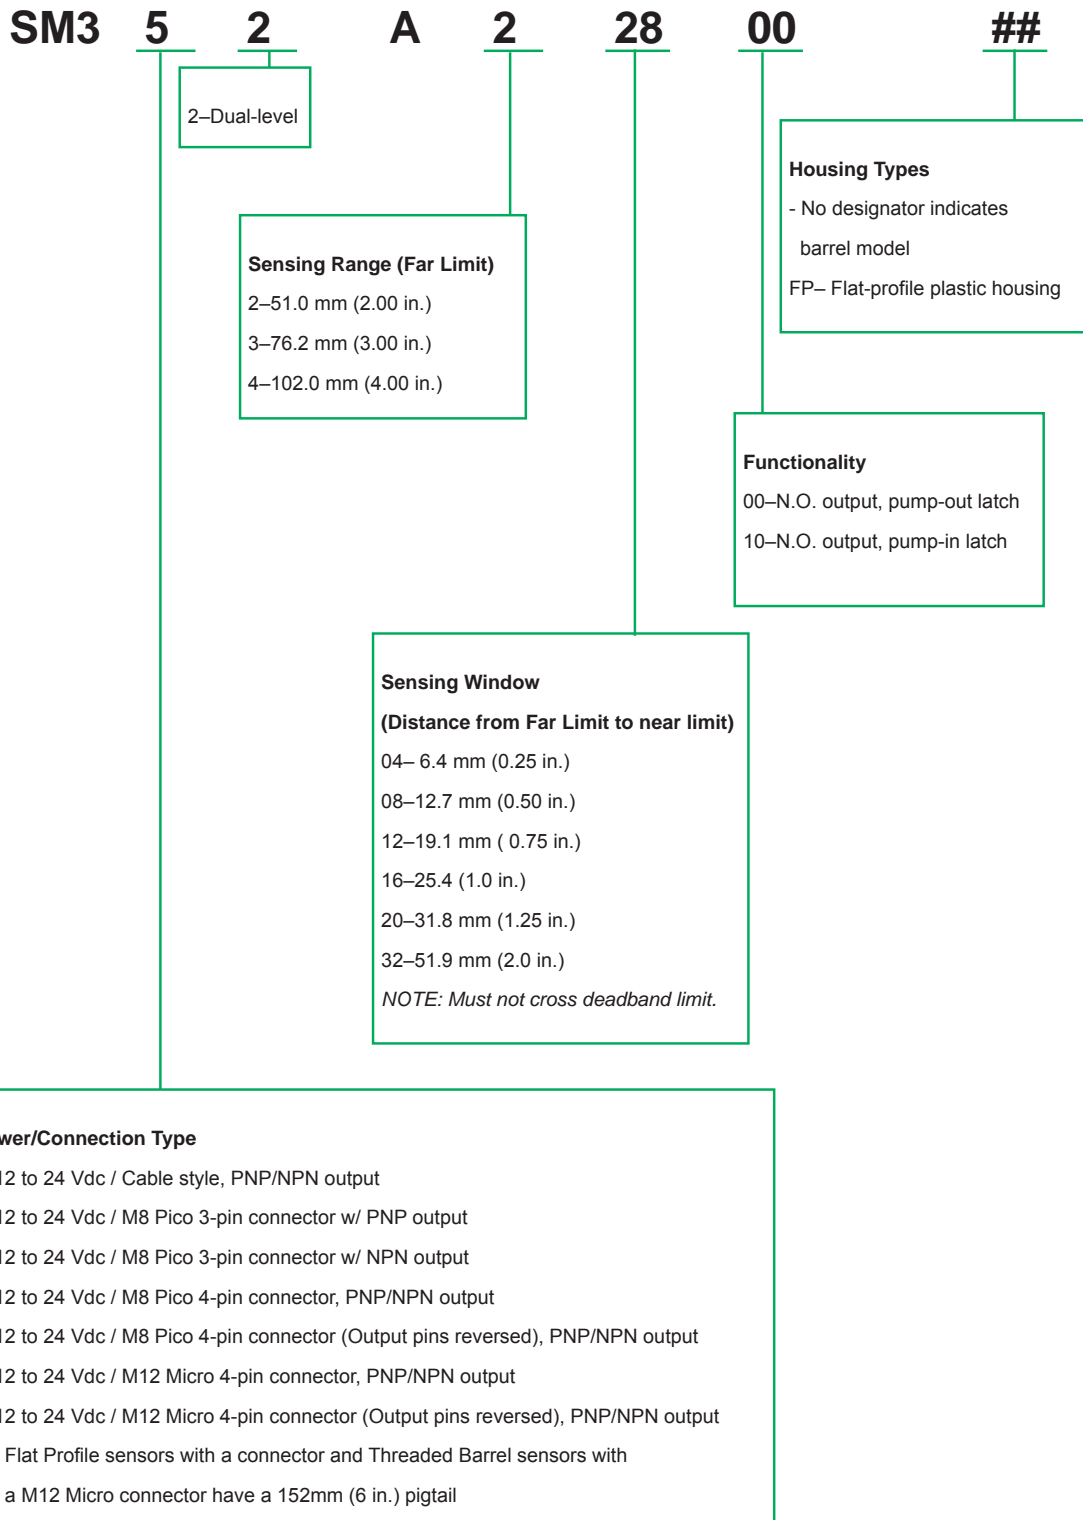 SM3 5 2 A 2 28 00 ##
2–Dual-level
Housing Types
- No designator indicates
barrel model
FP– Flat-profile plastic housing
Sensing Range (Far Limit)
2–51.0 mm (2.00 in.)
3–76.2 mm (3.00 in.)
4–102.0 mm (4.00 in.)
Functionality
00–N.O. output, pump-out latch
10–N.O. output, pump-in latch
Sensing Window
(Distance from Far Limit to near limit)
04– 6.4 mm (0.25 in.)
08–12.7 mm (0.50 in.)
12–19.1 mm ( 0.75 in.)
16–25.4 (1.0 in.)
20–31.8 mm (1.25 in.)
32–51.9 mm (2.0 in.)
NOTE: Must not cross deadband limit.
wer/Connection Type
12 to 24 Vdc / Cable style, PNP/NPN output
12 to 24 Vdc / M8 Pico 3-pin connector w/ PNP output
12 to 24 Vdc / M8 Pico 3-pin connector w/ NPN output
12 to 24 Vdc / M8 Pico 4-pin connector, PNP/NPN output
12 to 24 Vdc / M8 Pico 4-pin connector (Output pins reversed), PNP/NPN output
12 to 24 Vdc / M12 Micro 4-pin connector, PNP/NPN output
12 to 24 Vdc / M12 Micro 4-pin connector (Output pins reversed), PNP/NPN output
Flat Profile sensors with a connector and Threaded Barrel sensors with
a M12 Micro connector have a 152mm (6 in.) pigtail